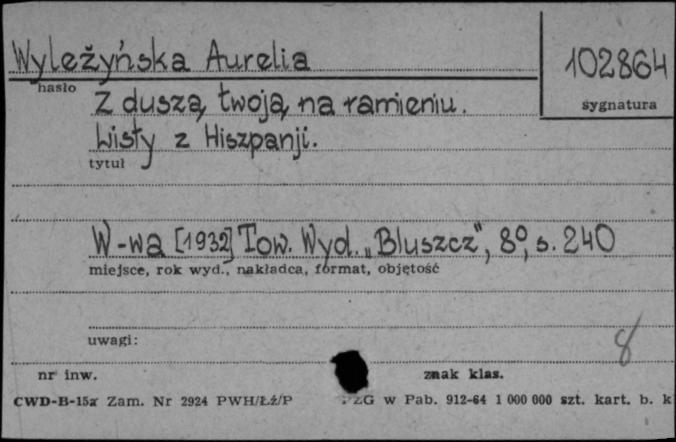 Wyleżyńska Aurelia
102864
hasło
sygnatura
Z duszą twoją na ramieniu.
Listy z Hiszpanji.
tytuł
W-wa [1932] Tow. Wyd. „Bluszcz", 8°, s. 240
miejsce, rok wyd., nakładca, format, objętość
uwagi:
8
nr inw.
znak klas.
CWD-B-15a Zam. Nr 2924 PWH/Łź/P
w Pab. 912-64 1 000 000 szt. kart. b. k